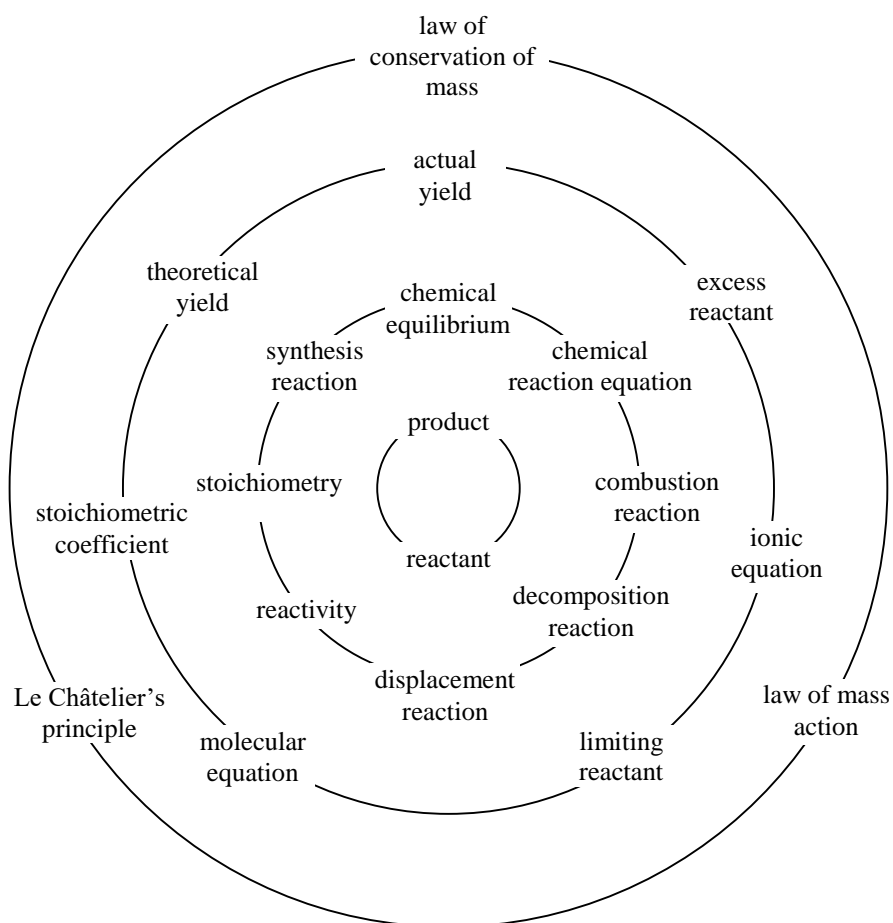 law of
conservation of
mass
actual
yield
theoretical
yield
excess
reactant
chemical
equilibrium
synthesis
reaction
chemical
reaction equation
product
stoichiometry
combustion
reaction
stoichiometric
coefficient
ionic
equation
reactant
reactivity
decomposition
reaction
displacement
reaction
Le Châtelier’s
principle
law of mass
action
molecular
equation
limiting
reactant